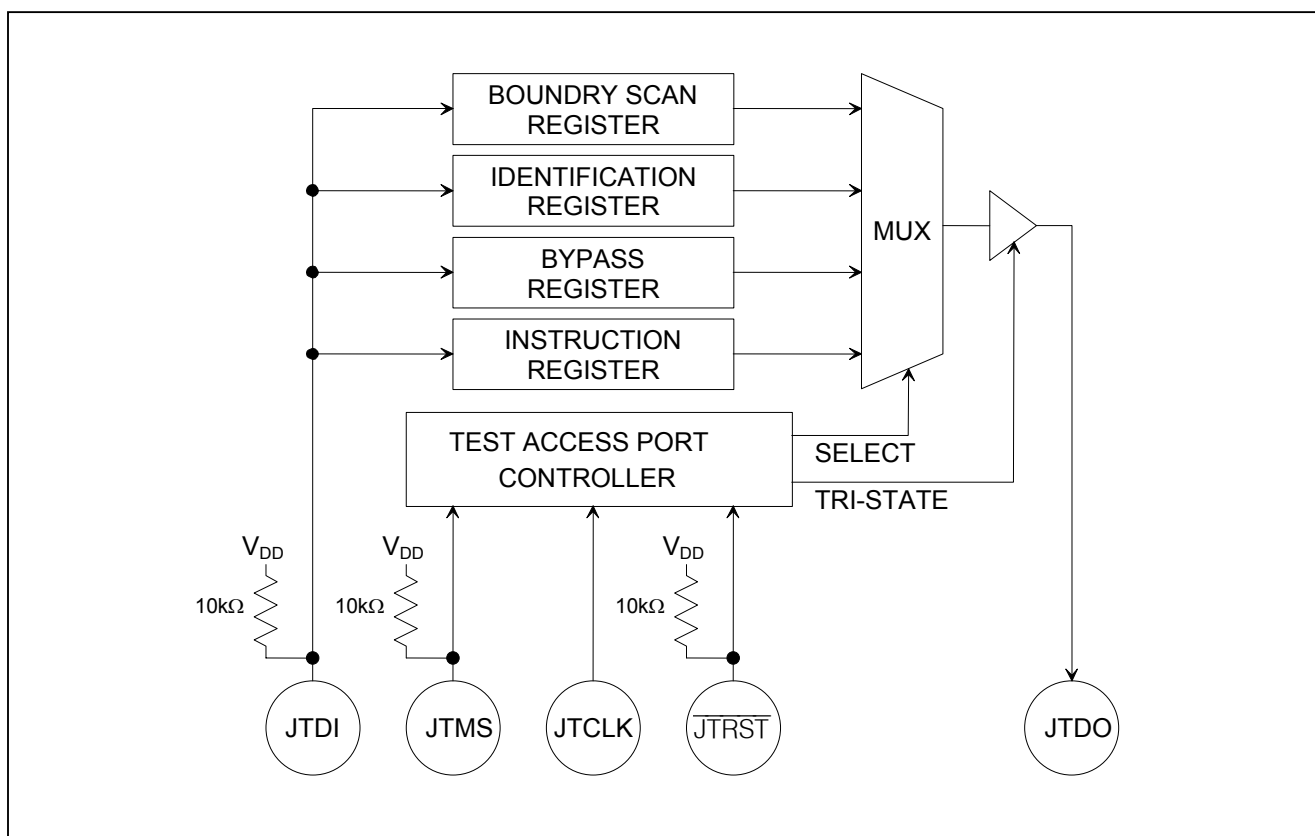 BOUNDRY SCAN
REGISTER
IDENTIFICATION
REGISTER
BYPASS
REGISTER
INSTRUCTION
REGISTER
MUX
TEST ACCESS PORT
CONTROLLER
SELECT
TRI-STATE
VDD
VDD
VDD
10kΩ
10kΩ
10kΩ
JTDI
JTMS
JTCLK
JTRST
JTDO